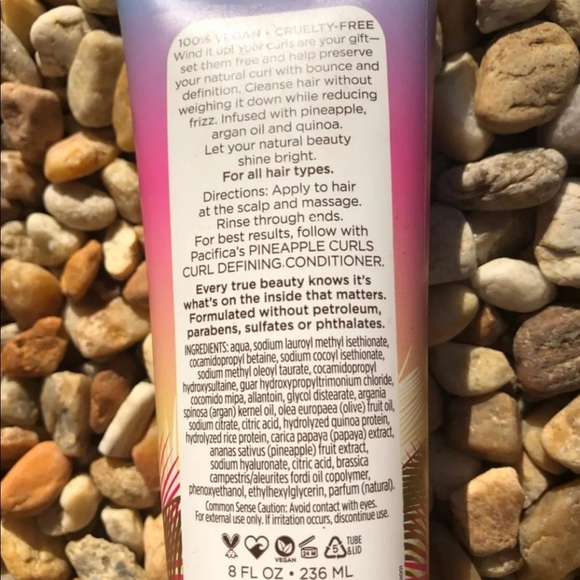 100% VEGAN • CRUELTY-FREE
Wind it up! Your curls are your gift—
set them free and help preserve
your natural curl with bounce and
definition. Cleanse hair without
weighing it down while reducing
frizz. Infused with pineapple,
argan oil and quinoa.
Let your natural beauty
shine bright.
For all hair types.
Directions: Apply to hair
at the scalp and massage.
Rinse through ends.
For best results, follow with
Pacifica's PINEAPPLE CURLS
CURL DEFINING CONDITIONER.
Every true beauty knows it's
what's on the inside that matters.
Formulated without petroleum,
parabens, sulfates or phthalates.
INGREDIENTS: aqua, sodium lauroyl methyl isethionate,
cocamidopropyl betaine, sodium cocoyl isethionate,
sodium methyl oleoyl taurate, cocamidopropyl
hydroxysultaine, guar hydroxypropyltrimonium chloride,
cocomido mipa, allantoin, glycol distearate, argania
spinosa (argan) kernel oil, olea europaea (olive) fruit oil,
sodium citrate, citric acid, hydrolyzed quinoa protein,
hydrolyzed rice protein, carica papaya (papaya) extract,
ananas sativus (pineapple) fruit extract,
sodium hyaluronate, citric acid, brassica
campestris/aleurites fordi oil copolymer,
phenoxyethanol, ethylhexylglycerin, parfum (natural).
Common Sense Caution: Avoid contact with eyes.
For external use only. If irritation occurs, discontinue use.
VEGAN 24 M 5 TUBE
& LID
8 FL OZ • 236 ML